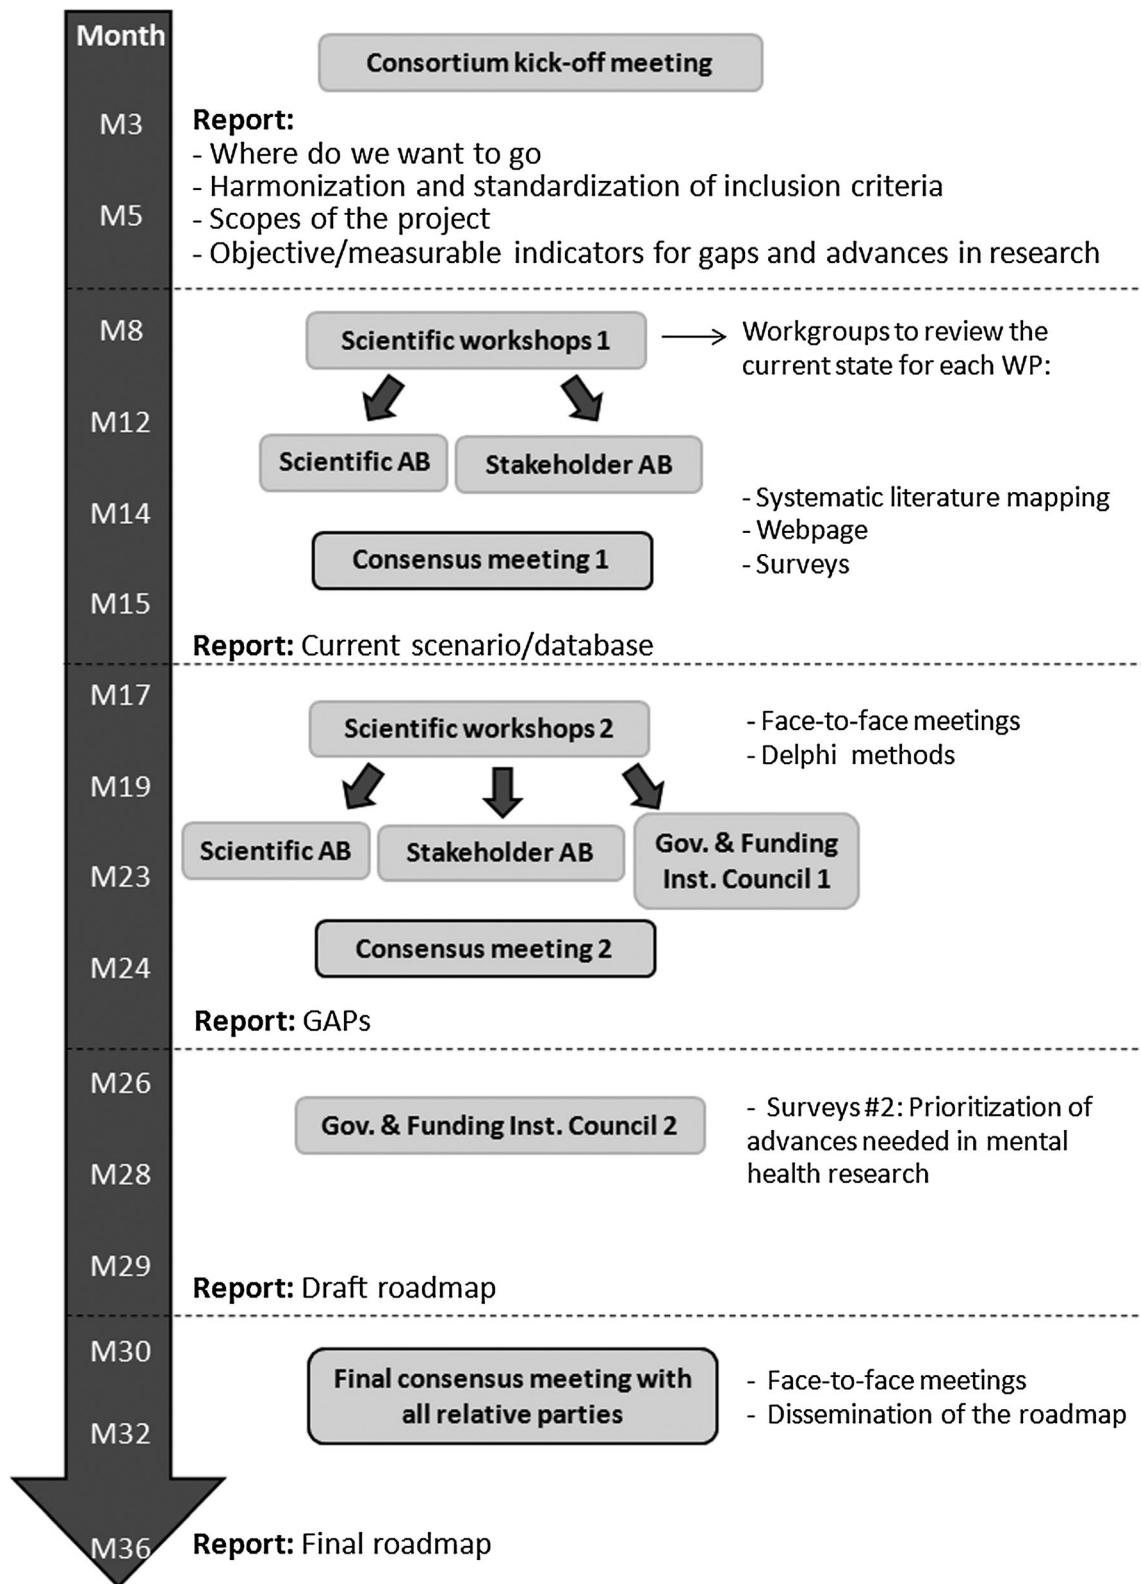 Month
Consortium kick-off meeting
M3
Report:
- Where do we want to go
- Harmonization and standardization of inclusion criteria
M5
- Scopes of the project
- Objective/measurable indicators for gaps and advances in research
M8
Scientific workshops 1
Workgroups to review the
current state for each WP:
M12
Scientific AB
Stakeholder AB
- Systematic literature mapping
- Webpage
- Surveys
M14
Consensus meeting 1
M15
Report: Current scenario/database
M17
Scientific workshops 2
- Face-to-face meetings
- Delphi methods
M19
Scientific AB
Stakeholder AB
Gov. & Funding
Inst. Council 1
M23
Consensus meeting 2
M24
Report: GAPs
M26
Gov. & Funding Inst. Council 2
- Surveys #2: Prioritization of
advances needed in mental
health research
M28
M29
Report: Draft roadmap
M30
Final consensus meeting with
all relative parties
- Face-to-face meetings
- Dissemination of the roadmap
M32
M36
Report: Final roadmap